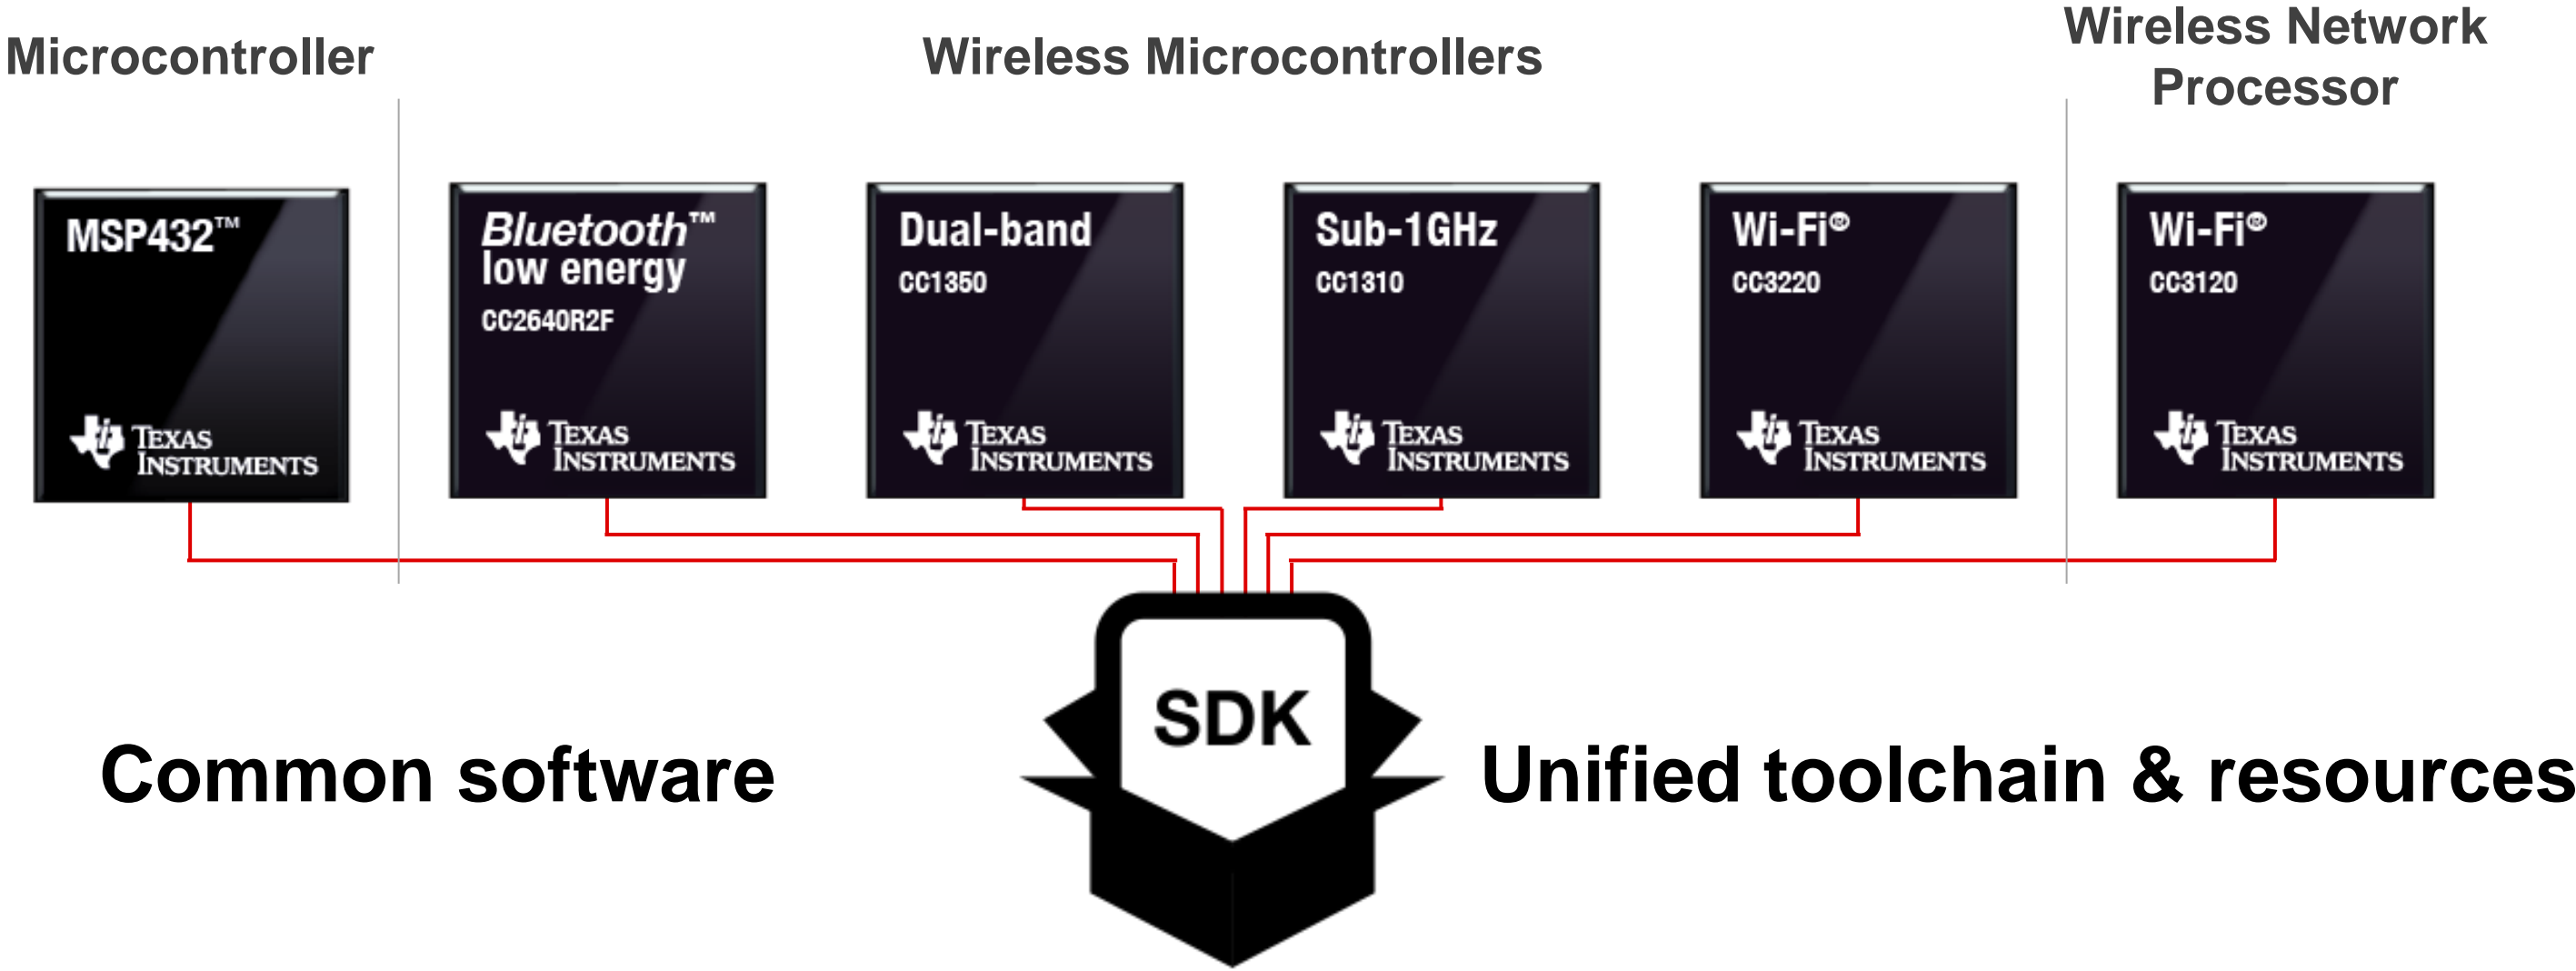 Microcontroller
Wireless Microcontrollers
Wireless Network
Processor
MSP432™
TEXAS
INSTRUMENTS
Bluetooth™
low energy
CC2640R2F
TEXAS
INSTRUMENTS
Dual-band
CC1350
TEXAS
INSTRUMENTS
Sub-1GHz
CC1310
TEXAS
INSTRUMENTS
Wi-Fi®
CC3220
TEXAS
INSTRUMENTS
Wi-Fi®
CC3120
TEXAS
INSTRUMENTS
SDK
Common software
Unified toolchain & resources